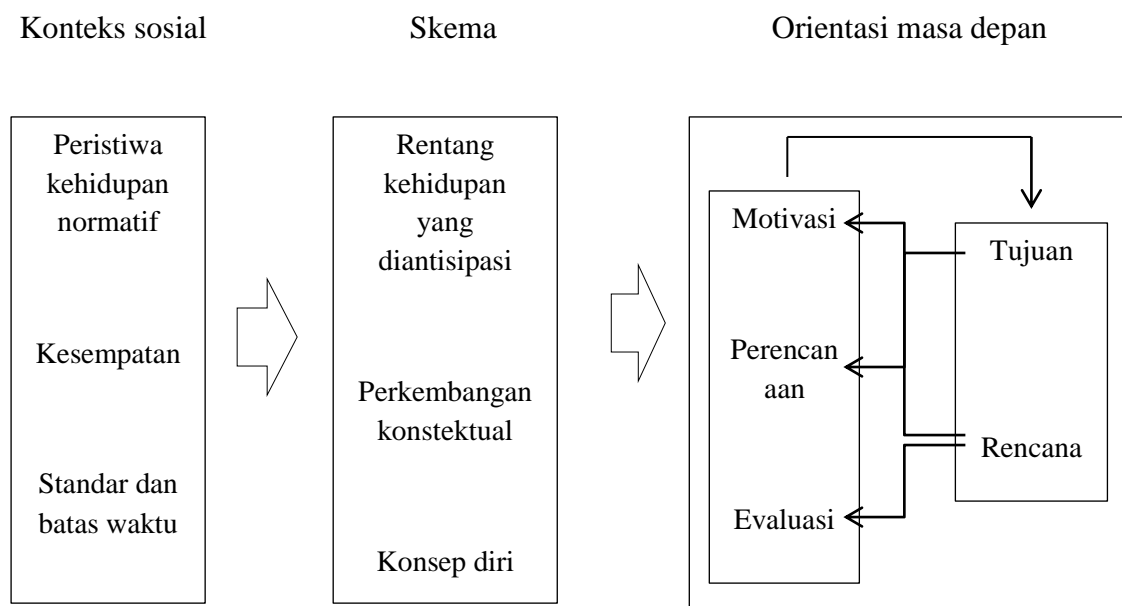 Konteks sosial
Skema
Orientasi masa depan
Peristiwa
kehidupan
normatif
Kesempatan
Standar dan
batas waktu
Rentang
kehidupan
yang
diantisipasi
Perkembangan
konstektual
Konsep diri
Motivasi
Perencan
aan
Evaluasi
Tujuan
Rencana